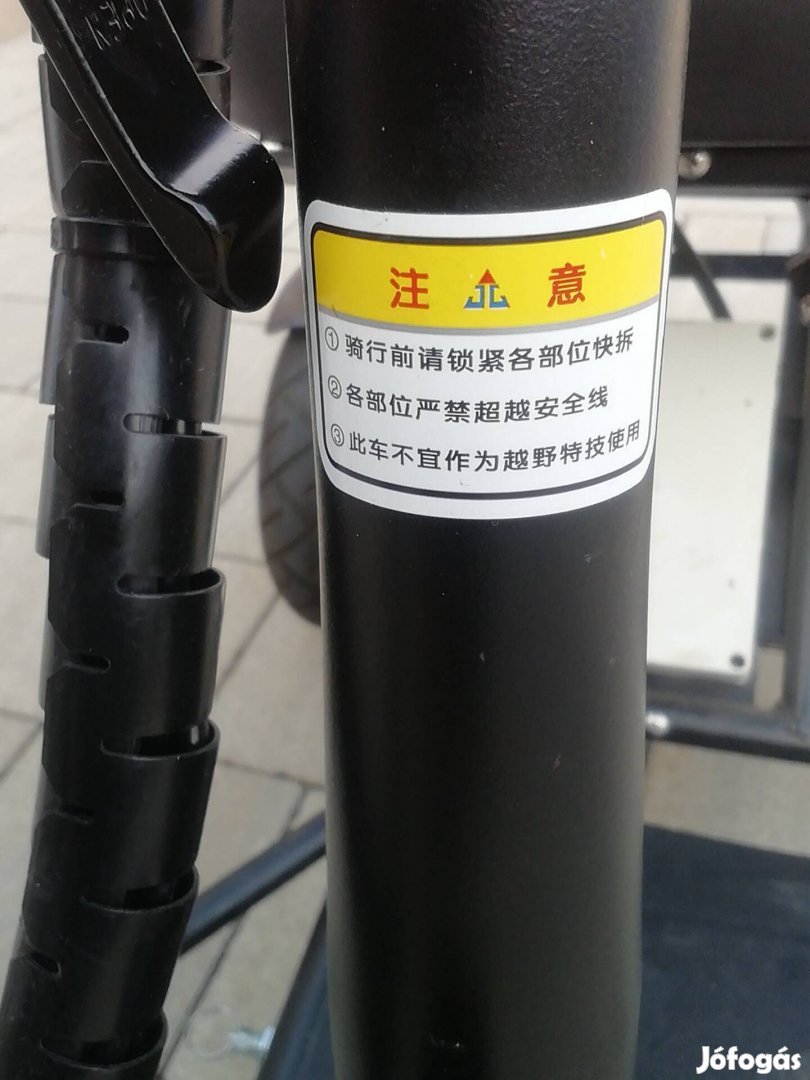 注 意
① 骑行前请锁紧各部位快拆
② 各部位严禁超越安全线
③ 此车不宜作为越野特技使用
Jófogás